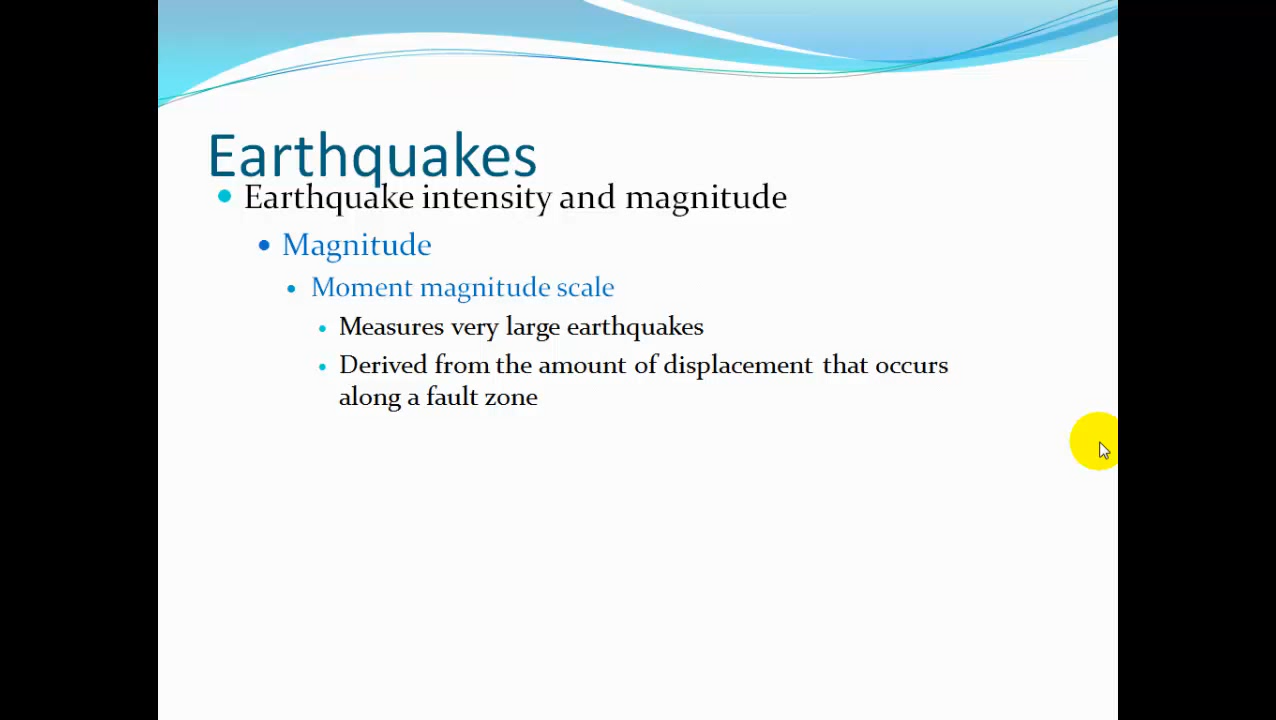 Earthquakes
Earthquake intensity and magnitude
Magnitude
Moment magnitude scale
Measures very large earthquakes
Derived from the amount of displacement that occurs
along a fault zone